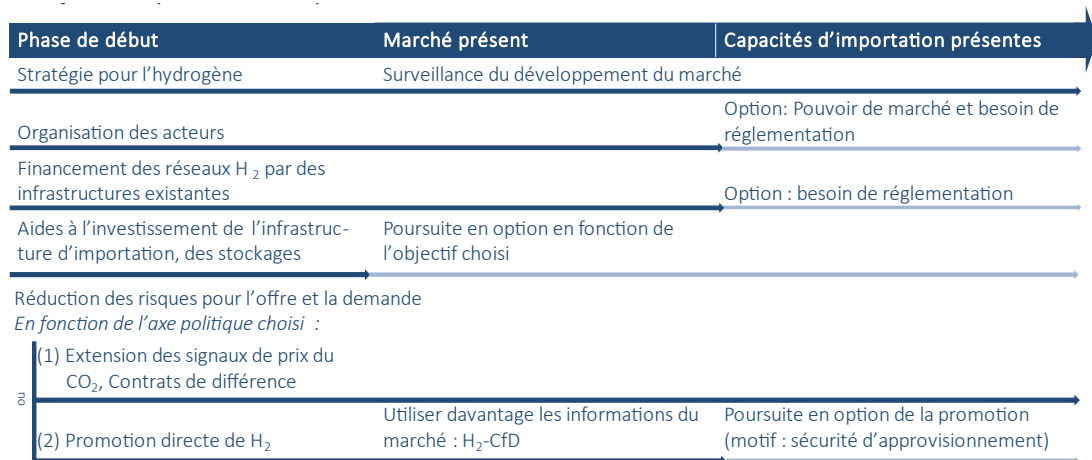 Phase de début
Marché présent
Capacités d'importation présentes
Stratégie pour l'hydrogène
Surveillance du développement du marché
Organisation des acteurs
Option: Pouvoir de marché et besoin de
réglementation
Financement des réseaux H₂ par des
infrastructures existantes
Option : besoin de réglementation
Aides à l'investissement de l'infrastruc-
ture d'importation, des stockages
Poursuite en option en fonction de
l'objectif choisi
Réduction des risques pour l'offre et la demande
En fonction de l'axe politique choisi :
(1) Extension des signaux de prix du
CO₂, Contrats de différence
ou
(2) Promotion directe de H₂
Utiliser davantage les informations du
marché : H₂-CfD
Poursuite en option de la promotion
(motif : sécurité d'approvisionnement)